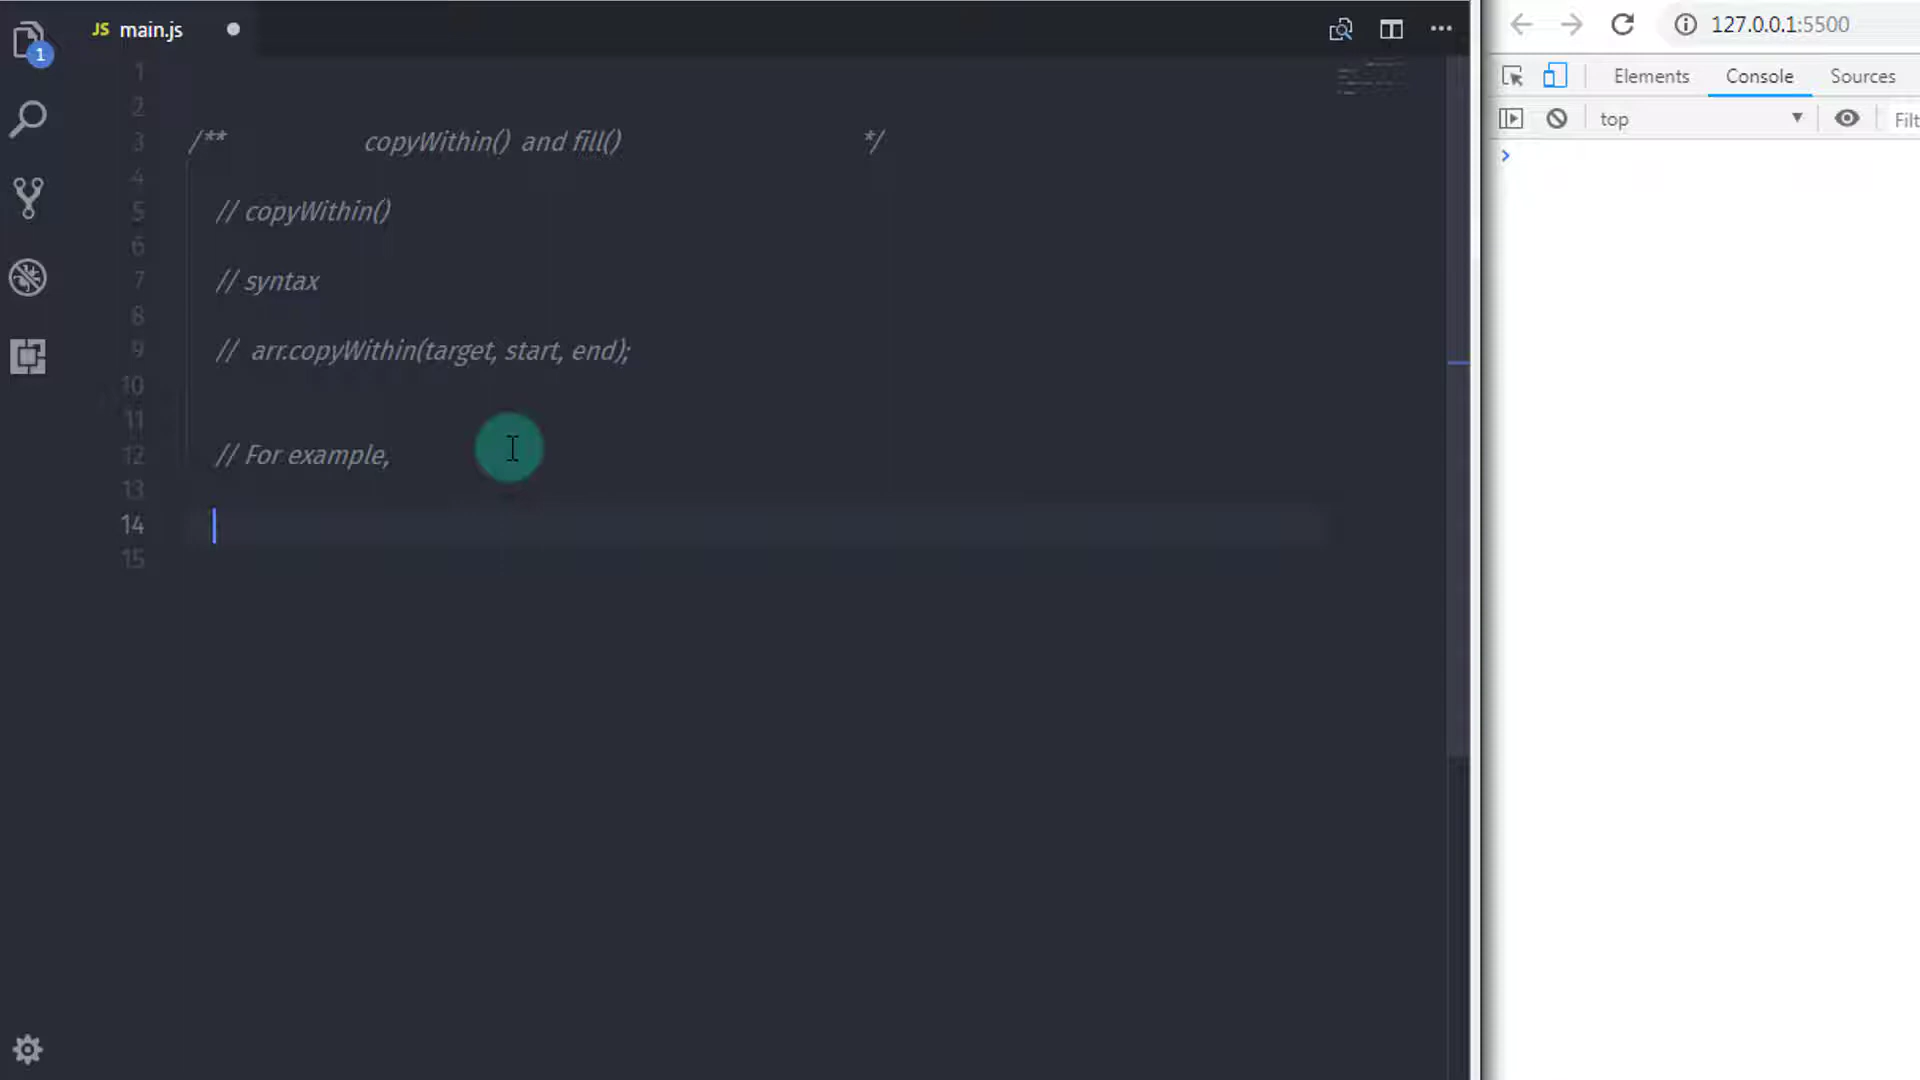 JS main.js
127.0.0.1:5500
1
Elements Console Sources
top Filt
1
2
3 /** copyWithin() and fill() */
4
5 // copyWithin()
6
7 // syntax
8
9 // arr.copyWithin(target, start, end);
10
11
12 // For example,
13
14
15